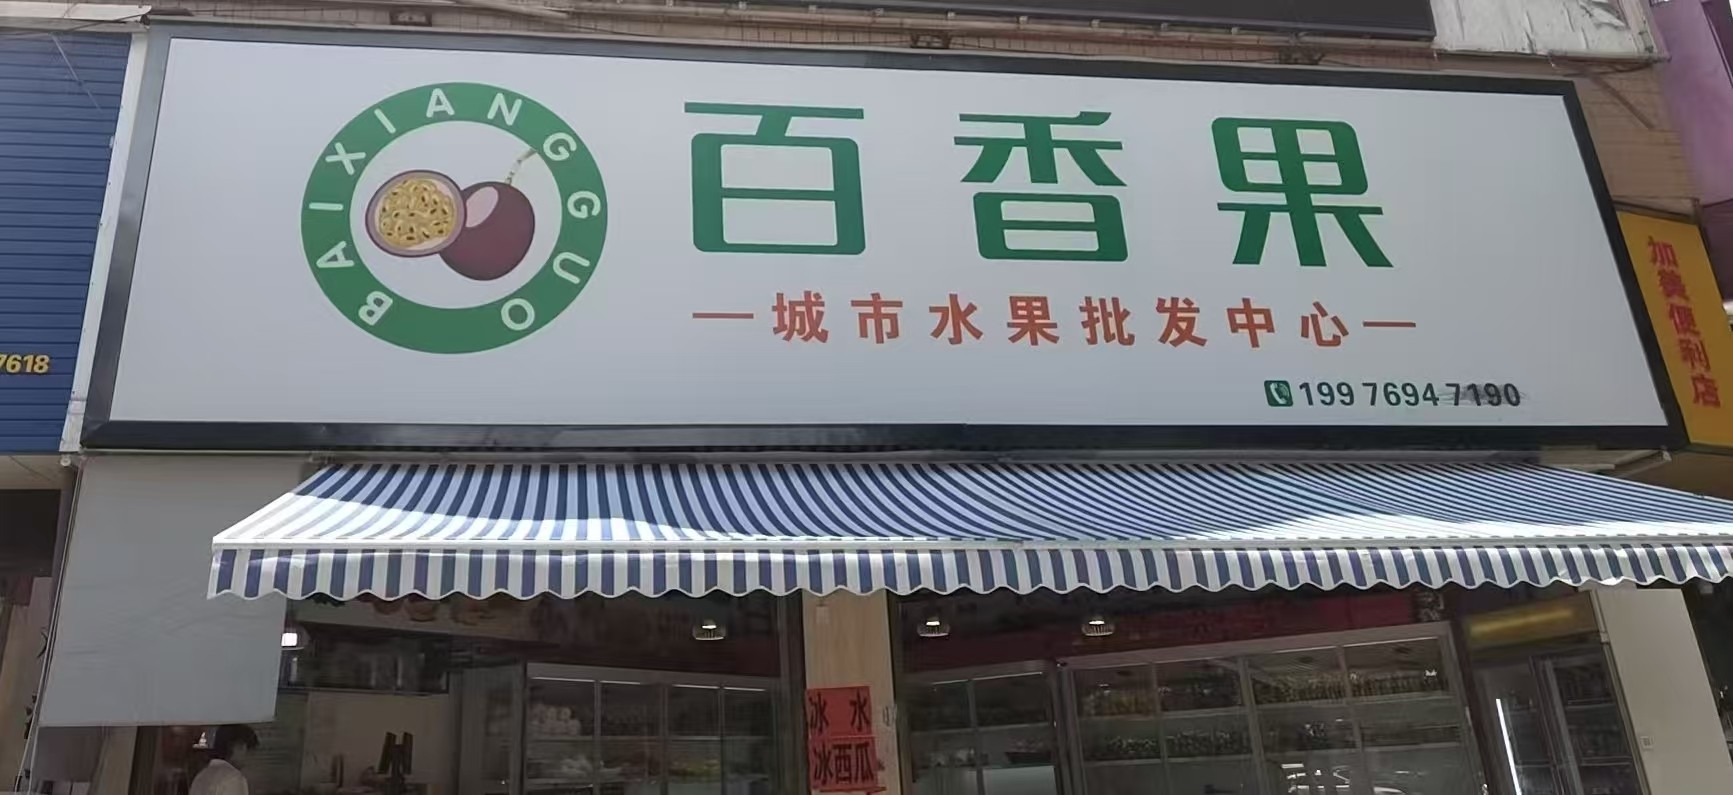 BAIXIANGGUO
百香果
—城市水果批发中心—
199 7694 7190
7618
加赞便利店
冰水
冰西瓜